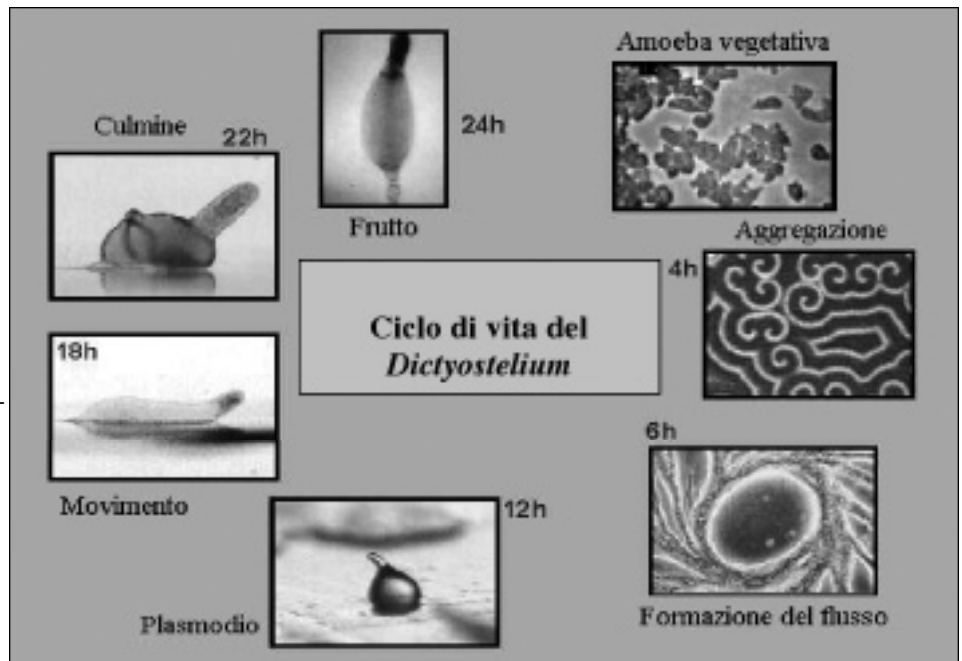 Amoeba vegetativa
Culmine
22h
24h
Frutto
Aggregazione
4h
Ciclo di vita del
Dictyostelium
18h
6h
Movimento
12h
Plasmodio
Formazione del flusso